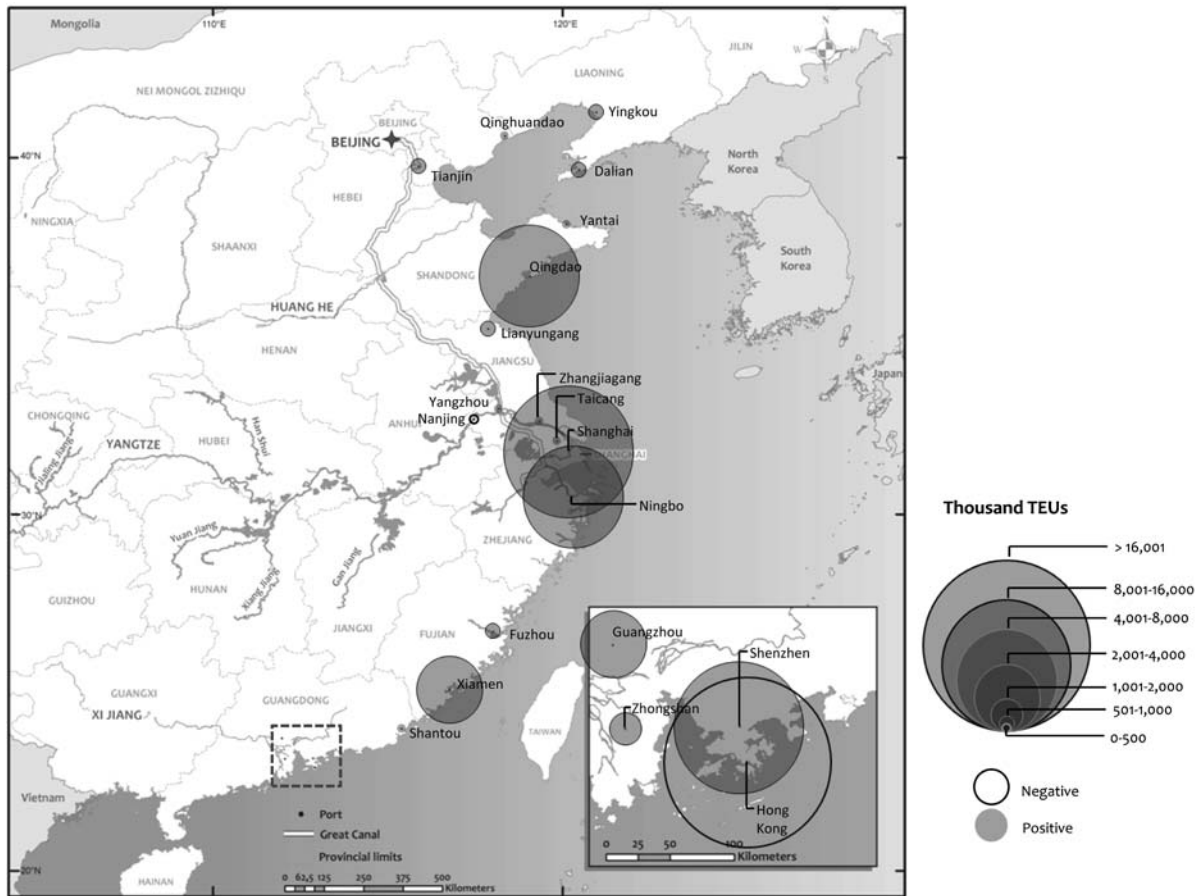 110°E
120°E
Mongolia
N
W
E
S
JILIN
LIAONING
NEI MONGOL ZIZHIQU
BEIJING
Qinghuandao
Yingkou
BEIJING
40°N
Tianjin
Dalian
North
Korea
HEBEI
NINGXIA
Yantai
SHAANXI
South
Korea
SHANDONG
Qingdao
HUANG HE
Lianyungang
HENAN
JIANGSU
Japan
Zhangjiagang
Yangzhou
Taicang
CHONGQING
Nanjing
ANHUI
Shanghai
HUBEI
Han Shui
YANGTZE
SHANGHAI
Jialing Jiang
Ningbo
30°N
Yuan Jiang
ZHEJIANG
Gan Jiang
Xiang Jiang
HUNAN
GUIZHOU
JIANGXI
FUJIAN
Fuzhou
Guangzhou
Shenzhen
Xiamen
GUANGXI
GUANGDONG
XI JIANG
Zhongshan
Shantou
TAIWAN
Vietnam
Hong
Kong
Port
Great Canal
Provincial limits
0 62,5 125 250 375 500
Kilometers
0 25 50 100
Kilometers
20°N
HAINAN
Thousand TEUs
> 16,001
8,001-16,000
4,001-8,000
2,001-4,000
1,001-2,000
501-1,000
0-500
Negative
Positive